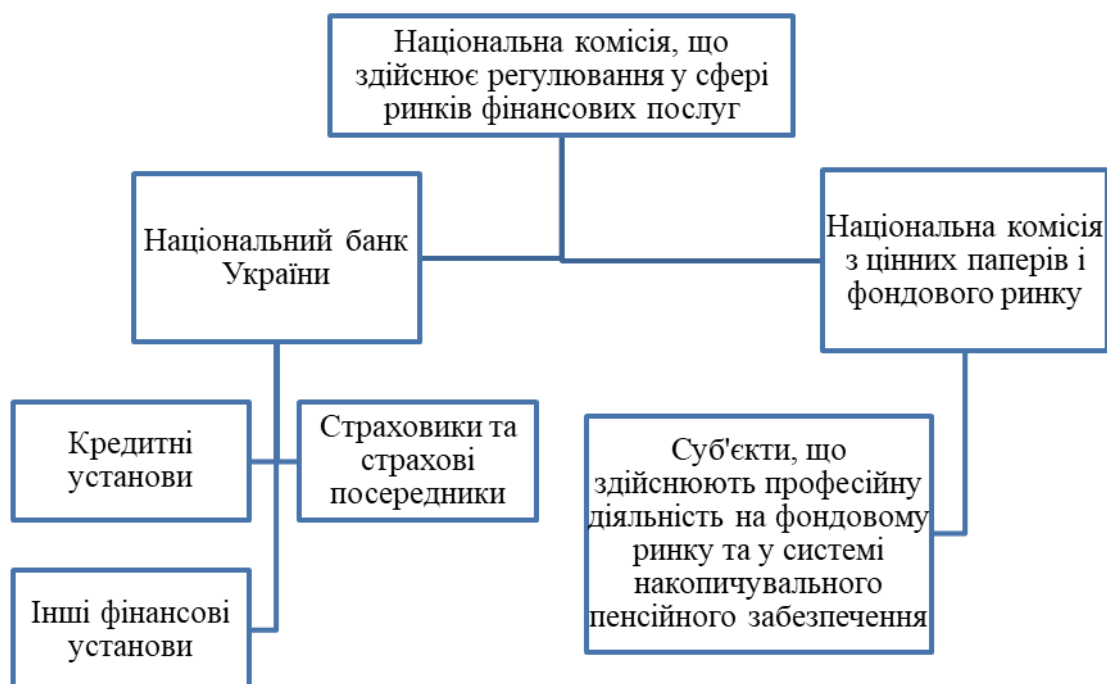 Національна комісія, що
здійснює регулювання у сфері
ринків фінансових послуг
Національний банк
України
Національна комісія
з цінних паперів і
фондового ринку
Кредитні
установи
Страховики та
страхові
посередники
Інші фінансові
установи
Суб'єкти, що
здійснюють професійну
діяльність на фондовому
ринку та у системі
накопичувального
пенсійного забезпечення